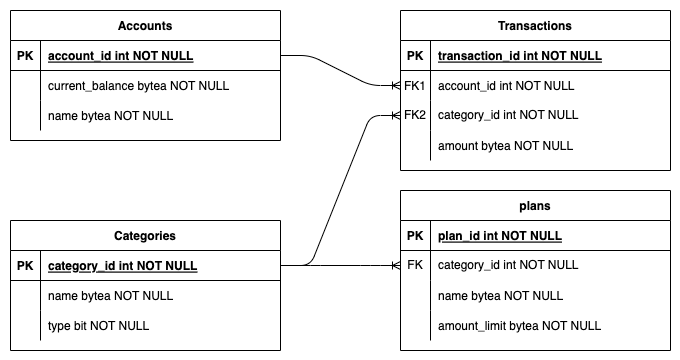 Accounts
PK account_id int NOT NULL
current_balance bytea NOT NULL
name bytea NOT NULL
Transactions
PK transaction_id int NOT NULL
FK1 account_id int NOT NULL
FK2 category_id int NOT NULL
amount bytea NOT NULL
Categories
PK category_id int NOT NULL
name bytea NOT NULL
type bit NOT NULL
plans
PK plan_id int NOT NULL
FK category_id int NOT NULL
name bytea NOT NULL
amount_limit bytea NOT NULL